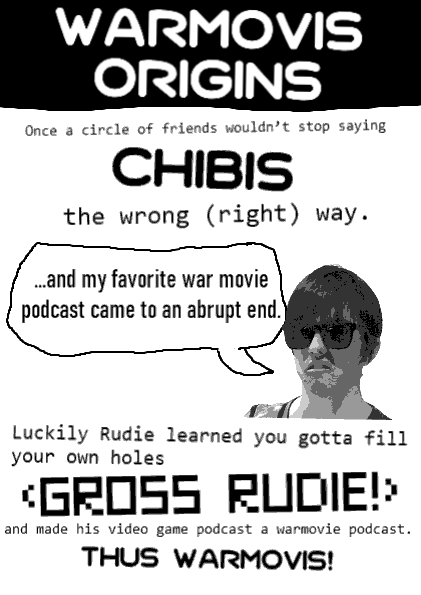 WARMOVIS
ORIGINS
Once a circle of friends wouldn't stop saying
CHIBIS
the wrong (right) way.
...and my favorite war movie
podcast came to an abrupt end.
Luckily Rudie learned you gotta fill
your own holes
<GROSS RUDIE!>
and made his video game podcast a warmovie podcast.
THUS WARMOVIS!